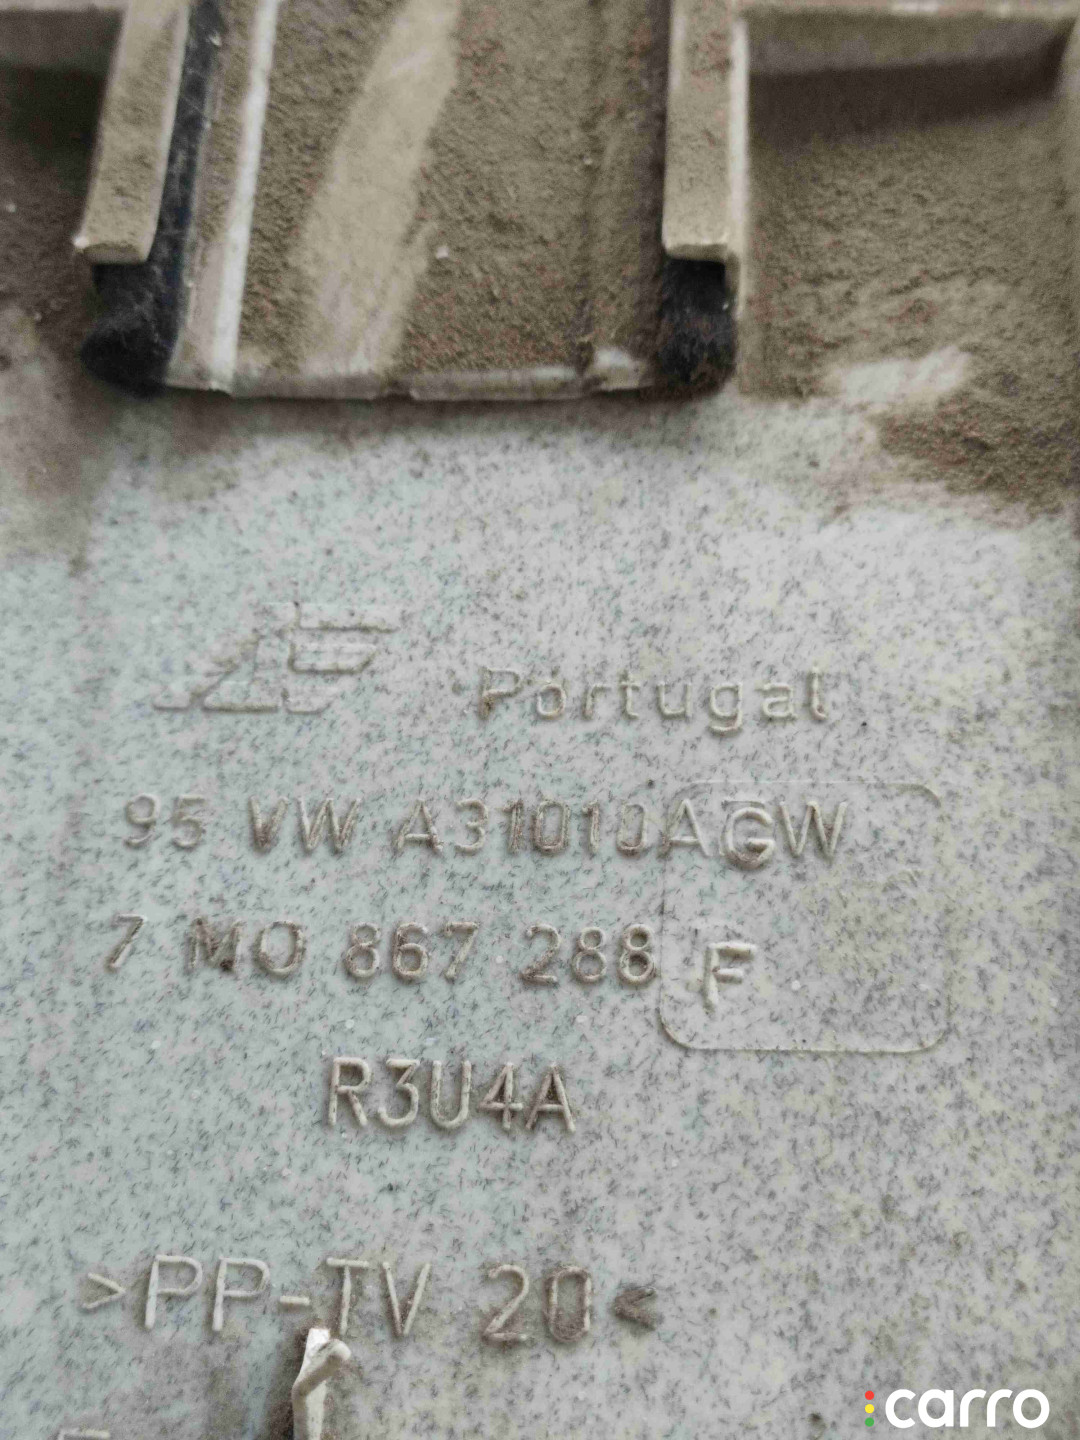 Portugal
95 VW A31010AGW
7 M0 867 288 F
R3U4A
>PP-TV 20<
carro